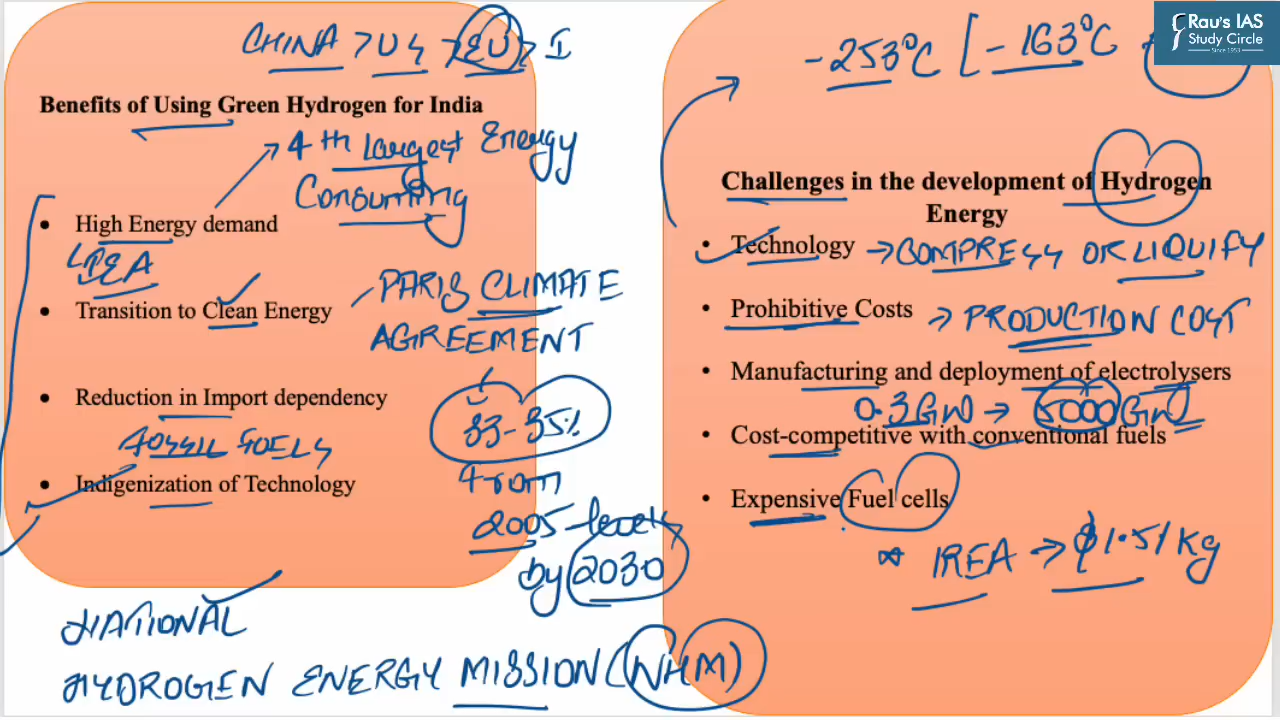 CHINA > US > EU > I
Benefits of Using Green Hydrogen for India
→ 4th largest Energy
Consuming
• High Energy demand
IEA
• Transition to Clean Energy
PARIS CLIMATE
AGREEMENT
• Reduction in Import dependency
FOSSIL FUELS
33-35%
• Indigenization of Technology
from
2005 levels
by 2030
NATIONAL
HYDROGEN ENERGY MISSION (NHM)
Rau's IAS
Study Circle
Since 1953
-253°C [ -163°C
Challenges in the development of Hydrogen
Energy
• Technology → COMPRESS OR LIQUIFY
• Prohibitive Costs → PRODUCTION COST
• Manufacturing and deployment of electrolysers
0.3GW → 5000GW
• Cost-competitive with conventional fuels
• Expensive Fuel cells
* IREA → $1.51 Kg